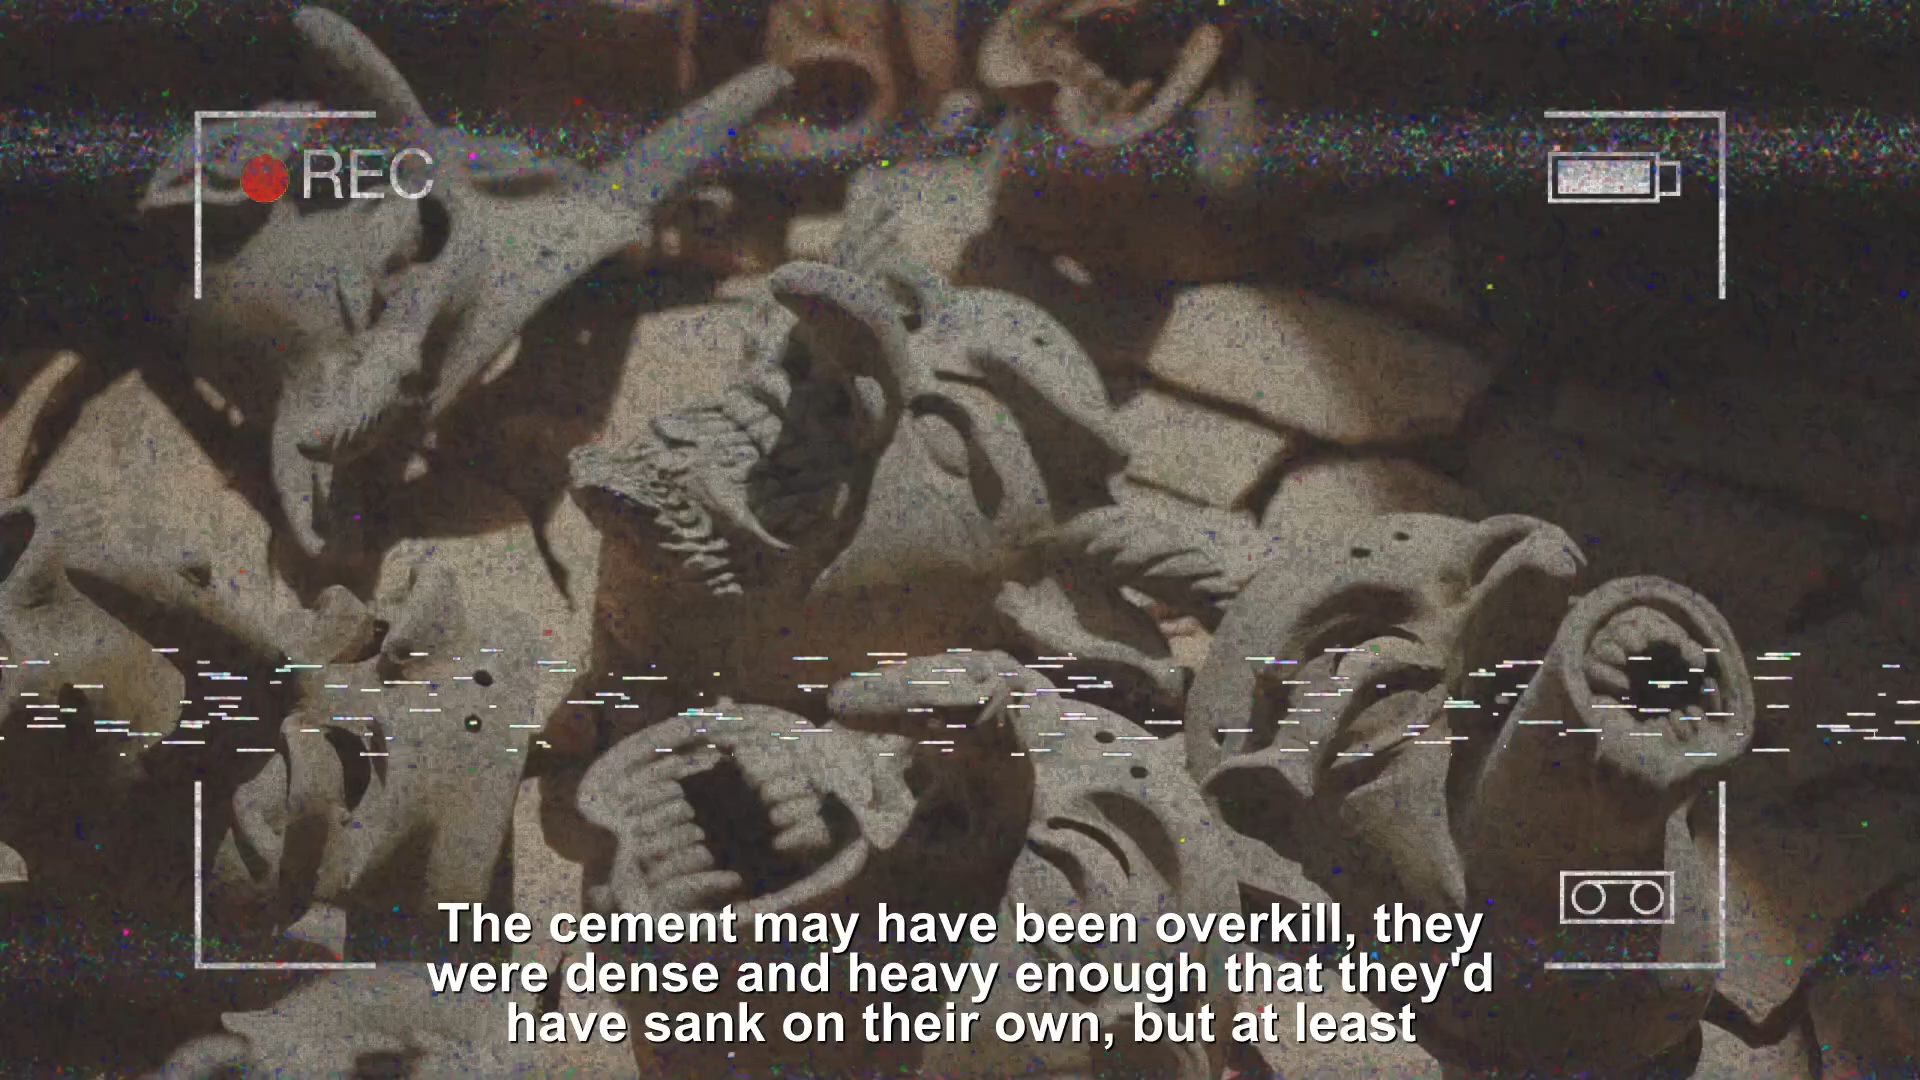 REC
The cement may have been overkill, they
were dense and heavy enough that they'd
have sank on their own, but at least